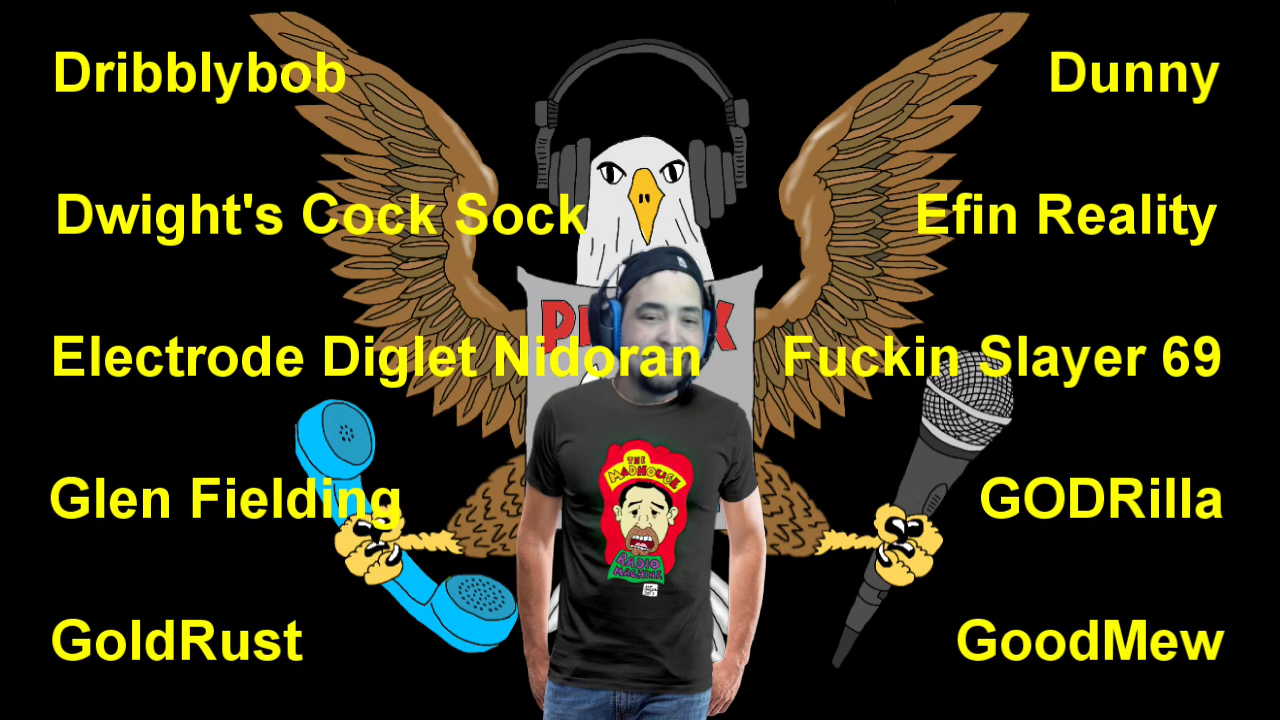 Dribblybob
Dunny
Dwight's Cock Sock
Efin Reality
Electrode Diglet Nidoran
Fuckin Slayer 69
Glen Fielding
GODRilla
GoldRust
GoodMew
THE
MADHOUSE
RADIO
MACHINE